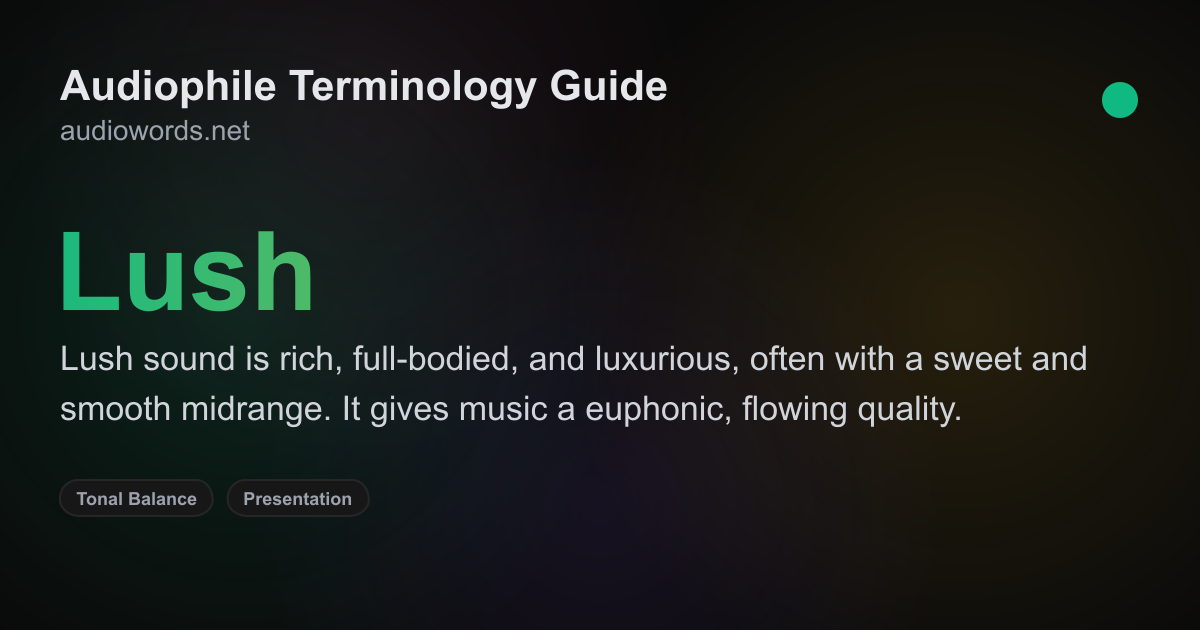 Audiophile Terminology Guide
audiowords.net
Lush
Lush sound is rich, full-bodied, and luxurious, often with a sweet and
smooth midrange. It gives music a euphonic, flowing quality.
Tonal Balance Presentation